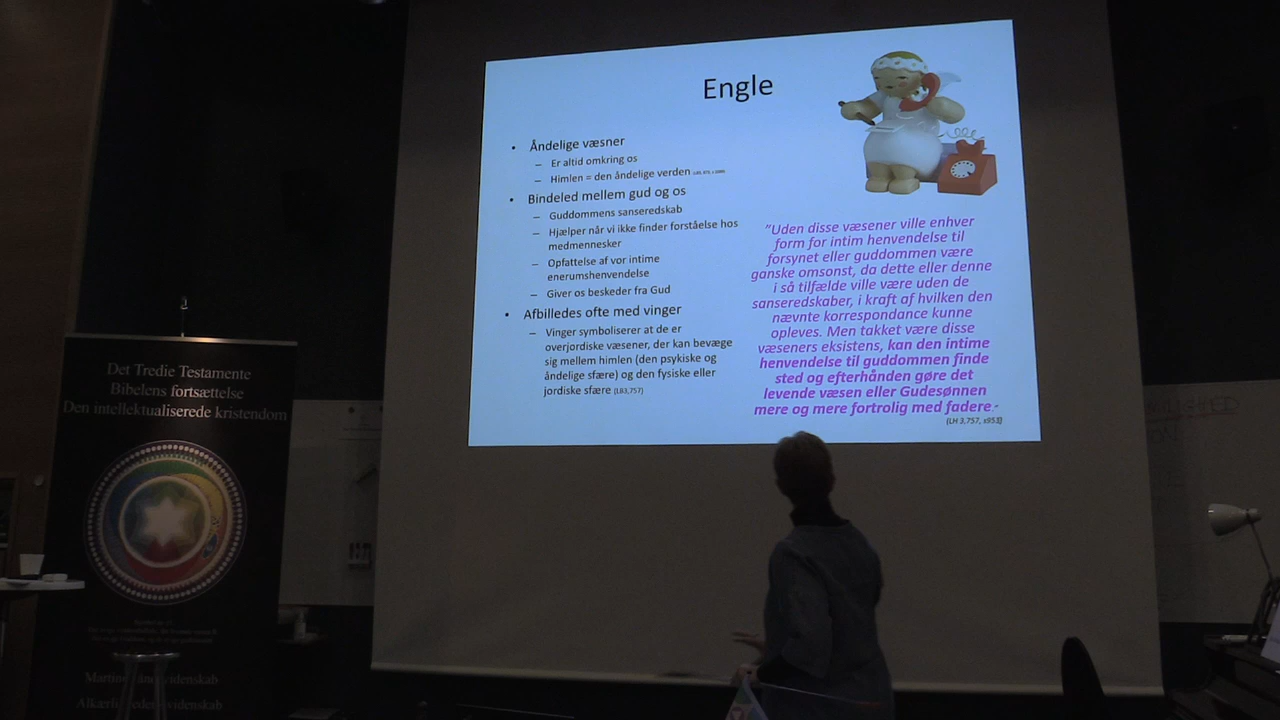 Engle
• Åndelige væsner
– Er altid omkring os
– Himlen = den åndelige verden
• Bindeled mellem gud og os
– Guddommens sanseredskab
– Hjælper når vi ikke finder forståelse hos
medmennesker
– Opfattelse af vor intime
enerumshenvendelse
– Giver os beskeder fra Gud
• Afbilledes ofte med vinger
– Vinger symboliserer at de er
overjordiske væsener, der kan bevæge
sig mellem himlen (den psykiske og
åndelige sfære) og den fysiske eller
jordiske sfære (LB3,757)
"Uden disse væsener ville enhver
form for intim henvendelse til
forsynet eller guddommen være
ganske omsonst, da dette eller denne
i så tilfælde ville være uden de
sanseredskaber, i kraft af hvilken den
nævnte korrespondance kunne
opleves. Men takket være disse
væseners eksistens, kan den intime
henvendelse til guddommen finde
sted og efterhånden gøre det
levende væsen eller Gudesønnen
mere og mere fortrolig med fadere."
(LH 3.757, s953)
Det Tredie Testamente
Bibelens fortsættelse
Den intellektualiserede kristendom